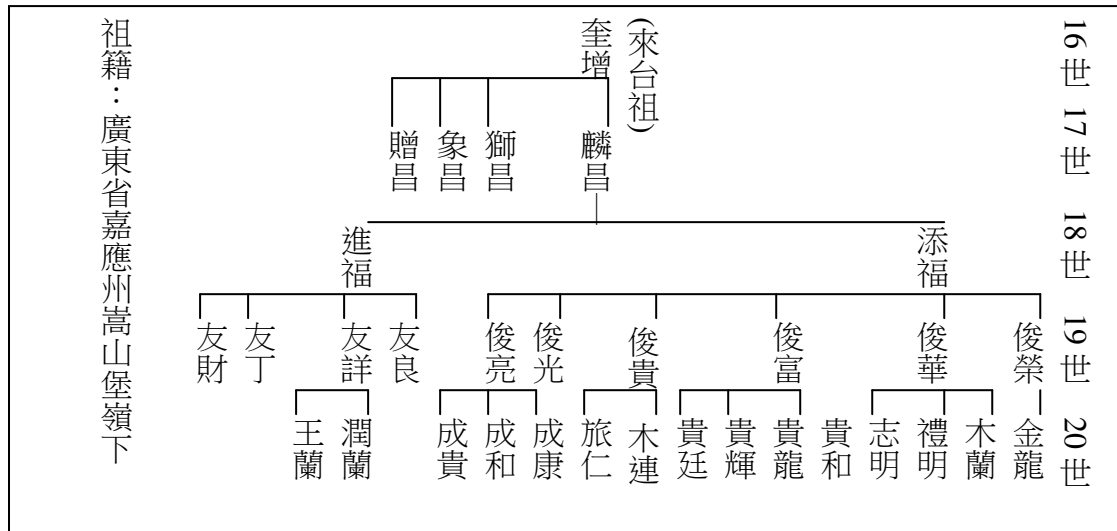 16世 17世 18世 19世 20世
(來台祖)
奎增
麟昌
獅昌
象昌
贈昌
添福
進福
俊榮
俊華
俊富
俊貴
俊光
俊亮
友良
友詳
友丁
友財
金龍
木蘭
禮明
志明
貴和
貴龍
貴輝
貴廷
木連
旅仁
成康
成和
成貴
潤蘭
王蘭
祖籍：廣東省嘉應州嵩山堡嶺下